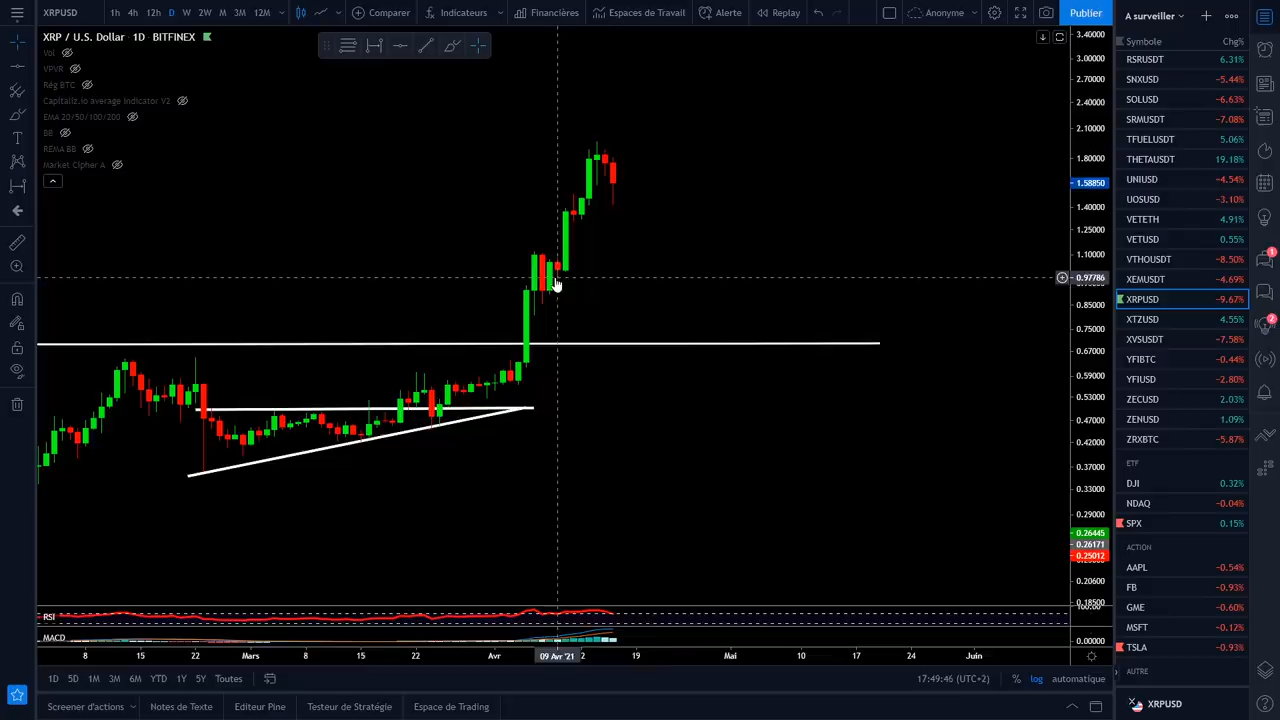 XRPUSD 1h 4h 12h D W 2W M 3M 12M Comparer Indicateurs Financières Espaces de Travail Alerte Replay Anonyme Publier
XRP / U.S. Dollar · 1D · BITFINEX
Vol
VPVR
Rég BTC
Capitaliz.io average indicator V2
EMA 20/50/100/200
BB
REMA BB
Market Cipher A
3.40000
3.00000
2.70000
2.40000
2.10000
1.80000
1.58850
1.40000
1.25000
1.10000
0.97786
0.85000
0.75000
0.67000
0.59000
0.53000
0.47000
0.42000
0.37000
0.33000
0.29000
0.26445
0.26171
0.25012
0.20600
0.18500
RSI
MACD
0.00000
8 15 22 Mars 8 15 22 Avr 09 Avr '21 2 19 Mai 10 17 24 Juin
1D 5D 1M 3M 6M YTD 1Y 5Y Toutes 17:49:46 (UTC+2) % log automatique
Screener d'actions Notes de Texte Editeur Pine Testeur de Stratégie Espace de Trading
A surveiller
Symbole Chg%
RSRUSDT 6.31%
SNXUSD −5.44%
SOLUSD −6.63%
SRMUSDT −7.08%
TFUELUSDT 5.06%
THETAUSDT 19.18%
UNIUSD −4.54%
UOSUSD −3.10%
VETETH 4.91%
VETUSD 0.55%
VTHOUSDT −8.50%
XEMUSDT −4.69%
XRPUSD −9.67%
XTZUSD 4.55%
XVSUSDT −7.58%
YFIBTC −0.44%
YFIUSD −2.80%
ZECUSD 2.03%
ZENUSD 1.09%
ZRXBTC −5.87%
ETF
DJI 0.32%
NDAQ −0.04%
SPX 0.15%
ACTION
AAPL −0.54%
FB −0.93%
GME −0.60%
MSFT −0.12%
TSLA −0.93%
AUTRE
XRPUSD
1
2